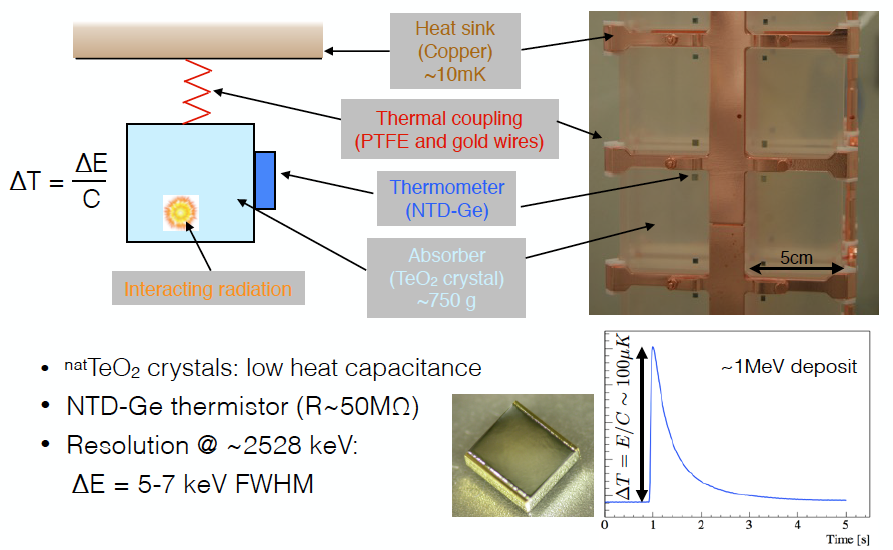 Heat sink
(Copper)
~10mK
Thermal coupling
(PTFE and gold wires)
ΔT = ΔE
C
Thermometer
(NTD-Ge)
Absorber
(TeO₂ crystal)
~750 g
Interacting radiation
5cm
• ⁿᵃᵗTeO₂ crystals: low heat capacitance
• NTD-Ge thermistor (R~50MΩ)
• Resolution @ ~2528 keV:
ΔE = 5-7 keV FWHM
ΔT = E/C ~ 100μK
~1MeV deposit
0 1 2 3 4 5
Time [s]